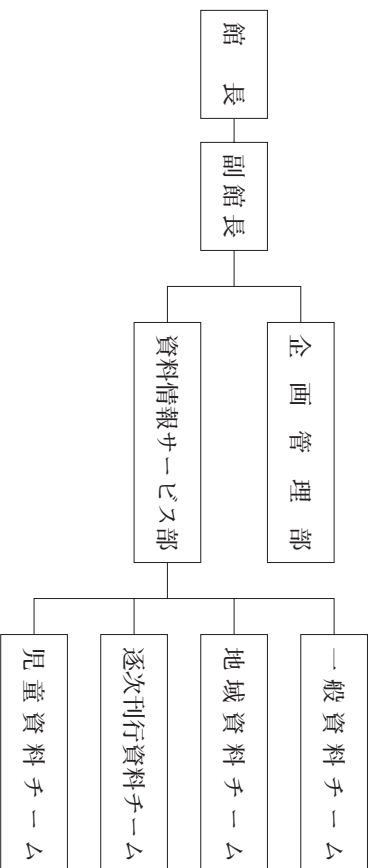 館長
副館長
企画管理部
資料情報サービス部
一般資料チーム
地域資料チーム
逐次刊行資料チーム
児童資料チーム